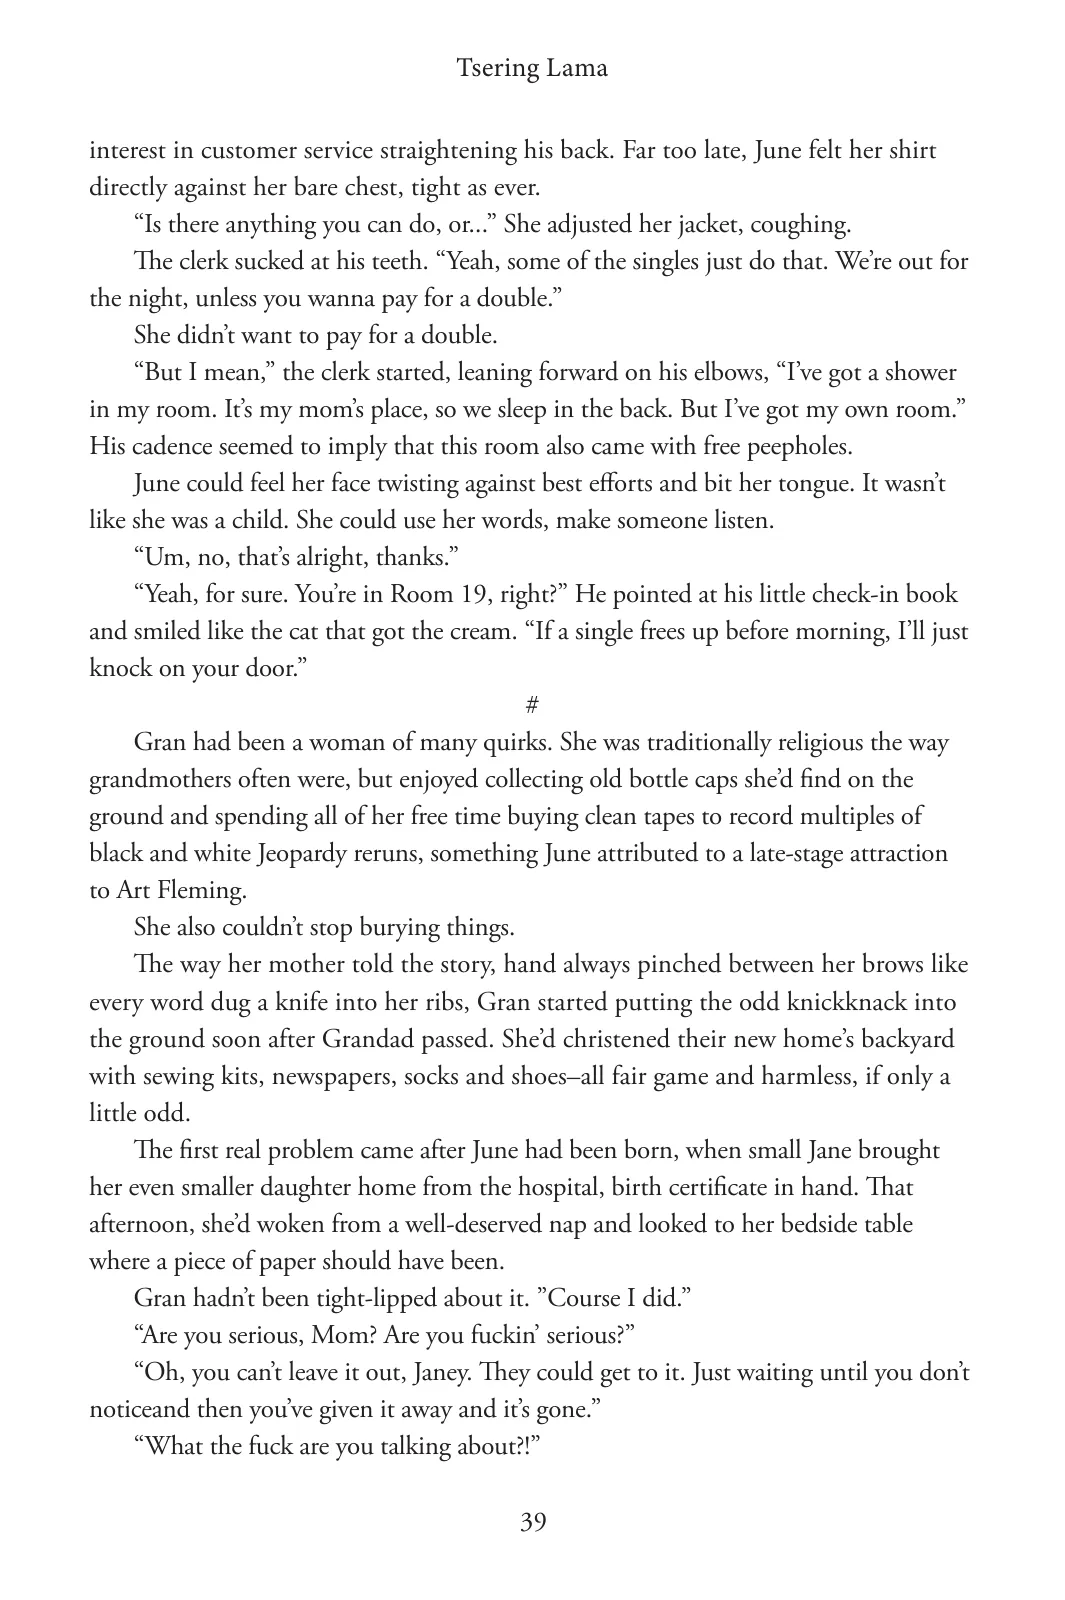 Tsering Lama
interest in customer service straightening his back. Far too late, June felt her shirt
directly against her bare chest, tight as ever.
“Is there anything you can do, or...” She adjusted her jacket, coughing.
The clerk sucked at his teeth. “Yeah, some of the singles just do that. We’re out for
the night, unless you wanna pay for a double.”
She didn’t want to pay for a double.
“But I mean,” the clerk started, leaning forward on his elbows, “I’ve got a shower
in my room. It’s my mom’s place, so we sleep in the back. But I’ve got my own room.”
His cadence seemed to imply that this room also came with free peepholes.
June could feel her face twisting against best efforts and bit her tongue. It wasn’t
like she was a child. She could use her words, make someone listen.
“Um, no, that’s alright, thanks.”
“Yeah, for sure. You’re in Room 19, right?” He pointed at his little check-in book
and smiled like the cat that got the cream. “If a single frees up before morning, I’ll just
knock on your door.”
#
Gran had been a woman of many quirks. She was traditionally religious the way
grandmothers often were, but enjoyed collecting old bottle caps she’d find on the
ground and spending all of her free time buying clean tapes to record multiples of
black and white Jeopardy reruns, something June attributed to a late-stage attraction
to Art Fleming.
She also couldn’t stop burying things.
The way her mother told the story, hand always pinched between her brows like
every word dug a knife into her ribs, Gran started putting the odd knickknack into
the ground soon after Grandad passed. She’d christened their new home’s backyard
with sewing kits, newspapers, socks and shoes–all fair game and harmless, if only a
little odd.
The first real problem came after June had been born, when small Jane brought
her even smaller daughter home from the hospital, birth certificate in hand. That
afternoon, she’d woken from a well-deserved nap and looked to her bedside table
where a piece of paper should have been.
Gran hadn’t been tight-lipped about it. ”Course I did.”
“Are you serious, Mom? Are you fuckin’ serious?”
“Oh, you can’t leave it out, Janey. They could get to it. Just waiting until you don’t
noticeand then you’ve given it away and it’s gone.”
“What the fuck are you talking about?!”
39